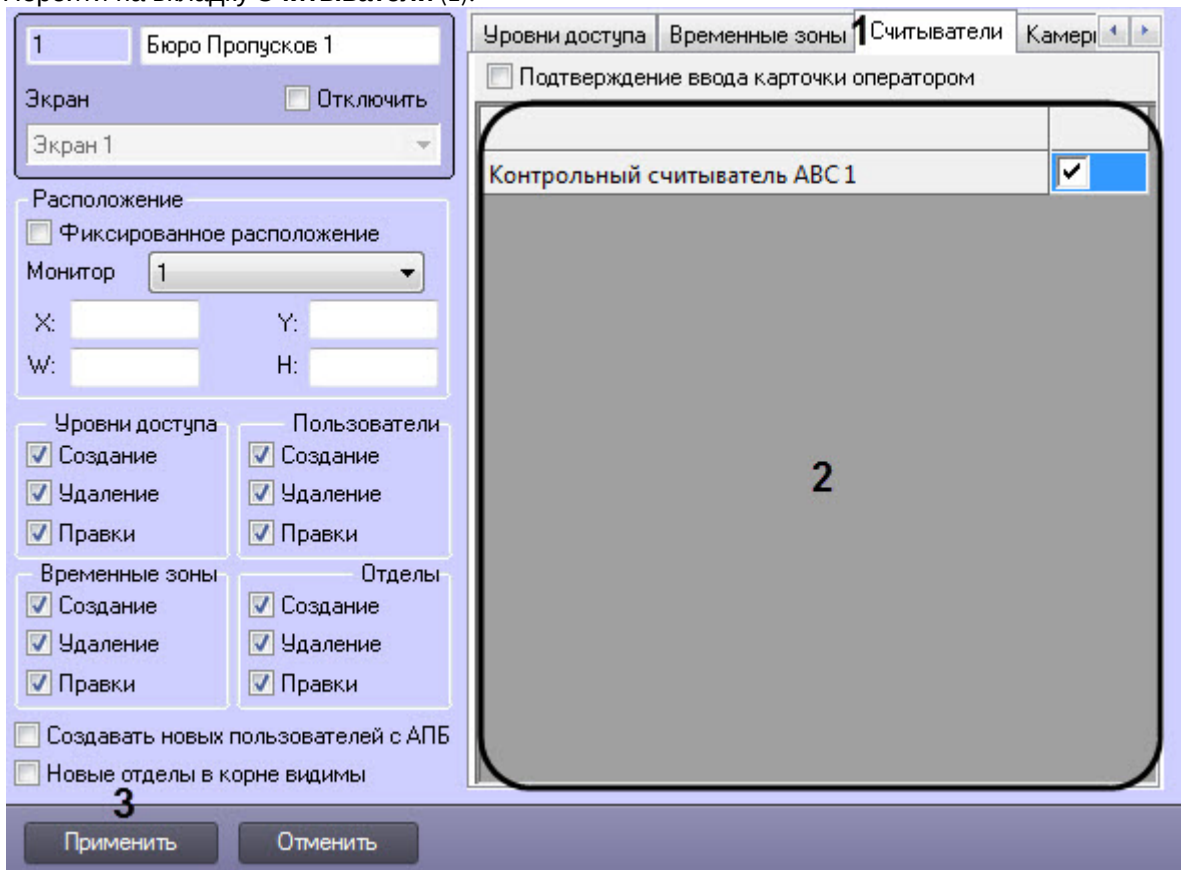 Перейти на вкладку Считыватели (1).
1
Бюро Пропусков 1
Экран
Отключить
Экран 1
Расположение
Фиксированное расположение
Монитор
1
X:
Y:
W:
H:
Уровни доступа
Создание
Удаление
Правки
Пользователи
Создание
Удаление
Правки
Временные зоны
Создание
Удаление
Правки
Отделы
Создание
Удаление
Правки
Создавать новых пользователей с АПБ
Новые отделы в корне видимы
3
Применить
Отменить
Уровни доступа
Временные зоны
1
Считыватели
Камеры
Подтверждение ввода карточки оператором
Контрольный считыватель ABC 1
2